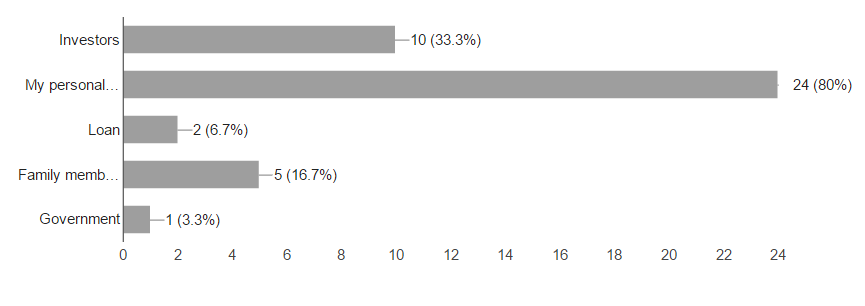 Investors 10 (33.3%)
My personal… 24 (80%)
Loan 2 (6.7%)
Family memb… 5 (16.7%)
Government 1 (3.3%)
0 2 4 6 8 10 12 14 16 18 20 22 24